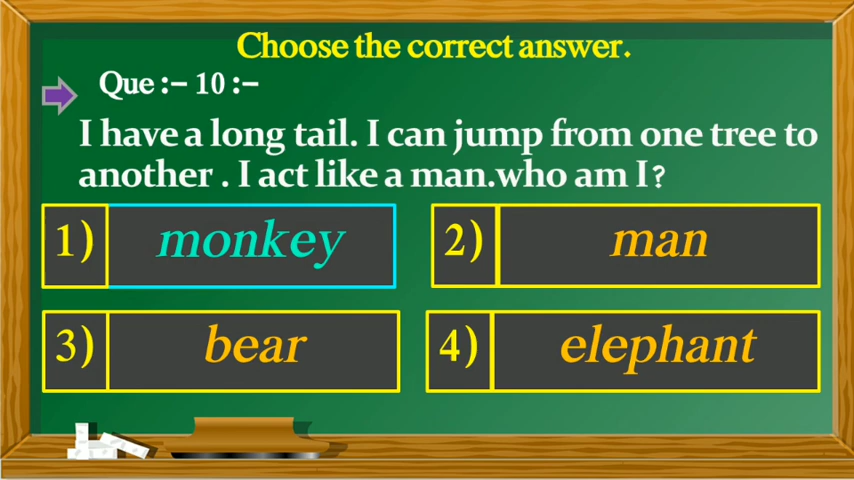 Choose the correct answer.
Que :– 10 :–
I have a long tail. I can jump from one tree to
another . I act like a man.who am I?
1) monkey
2) man
3) bear
4) elephant